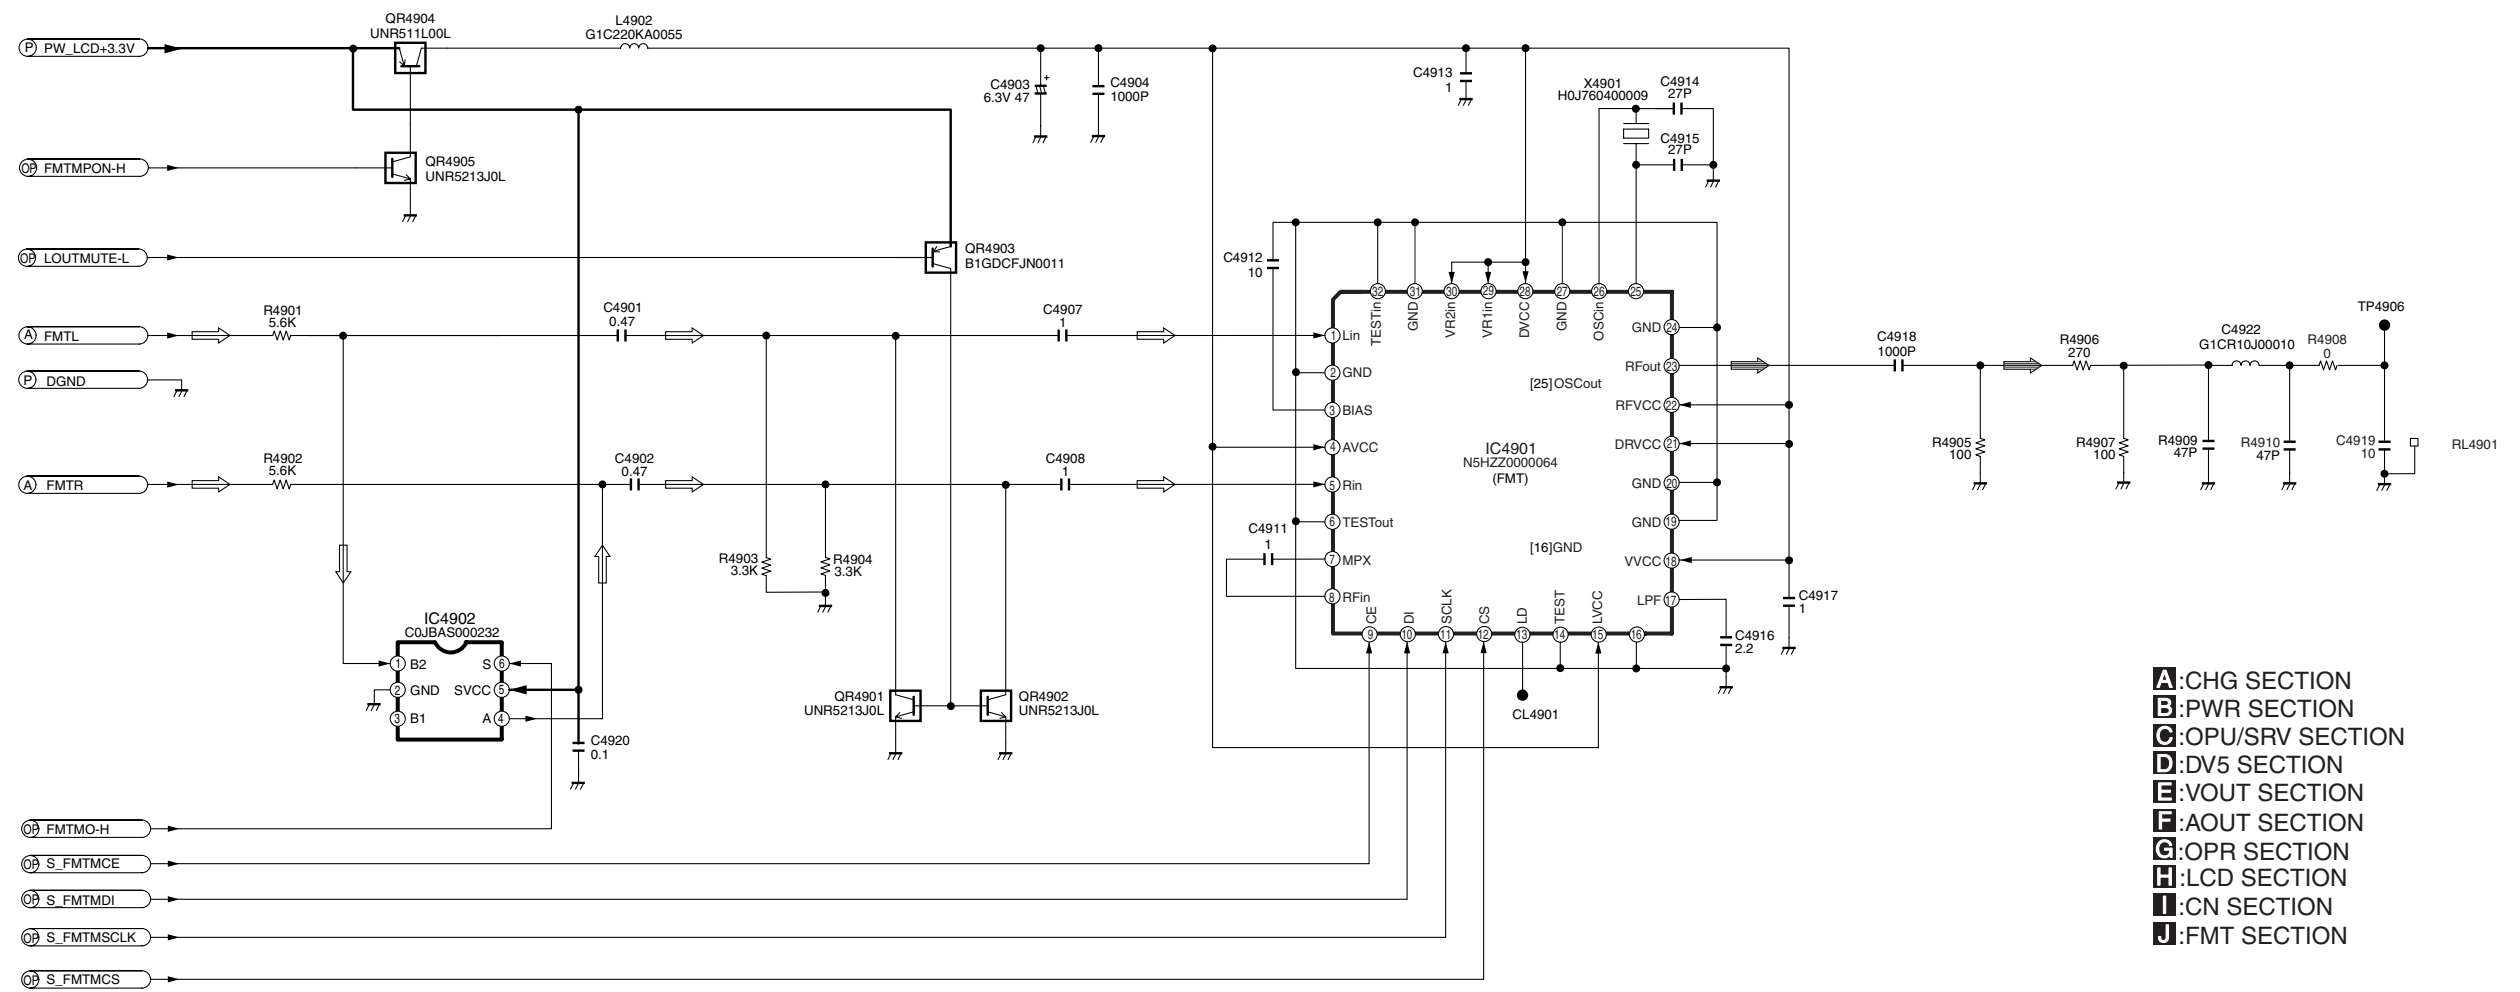 QR4904
UNR511L00L
L4902
G1C220KA0055
P PW_LCD+3.3V
C4903
6.3V 47
+
C4904
1000P
C4913
1
X4901
H0J760400009
C4914
27P
C4915
27P
OP FMTMPON-H
QR4905
UNR5213J0L
OP LOUTMUTE-L
QR4903
B1GDCFJN0011
C4912
10
A FMTL
R4901
5.6K
C4901
0.47
C4907
1
P DGND
A FMTR
R4902
5.6K
C4902
0.47
C4908
1
R4903
3.3K
R4904
3.3K
C4911
1
32 31 30 29 28 27 26 25
TESTin
GND
VR2in
VR1in
DVCC
GND
OSCin
1 Lin
2 GND
3 BIAS
4 AVCC
5 Rin
6 TESTout
7 MPX
8 RFin
[25]OSCout
IC4901
N5HZZ0000064
(FMT)
[16]GND
GND 24
RFout 23
RFVCC 22
DRVCC 21
GND 20
GND 19
VVCC 18
LPF 17
CE
DI
SCLK
CS
LD
TEST
LVCC
9 10 11 12 13 14 15 16
C4917
1
C4916
2.2
CL4901
C4918
1000P
R4905
100
R4906
270
R4907
100
R4909
47P
C4922
G1CR10J00010
R4910
47P
R4908
0
TP4906
C4919
10
RL4901
IC4902
C0JBAS000232
1 B2
2 GND
3 B1
S 6
SVCC 5
A 4
C4920
0.1
QR4901
UNR5213J0L
QR4902
UNR5213J0L
OP FMTMO-H
OP S_FMTMCE
OP S_FMTMDI
OP S_FMTMSCLK
OP S_FMTMCS
A:CHG SECTION
B:PWR SECTION
C:OPU/SRV SECTION
D:DV5 SECTION
E:VOUT SECTION
F:AOUT SECTION
G:OPR SECTION
H:LCD SECTION
I:CN SECTION
J:FMT SECTION